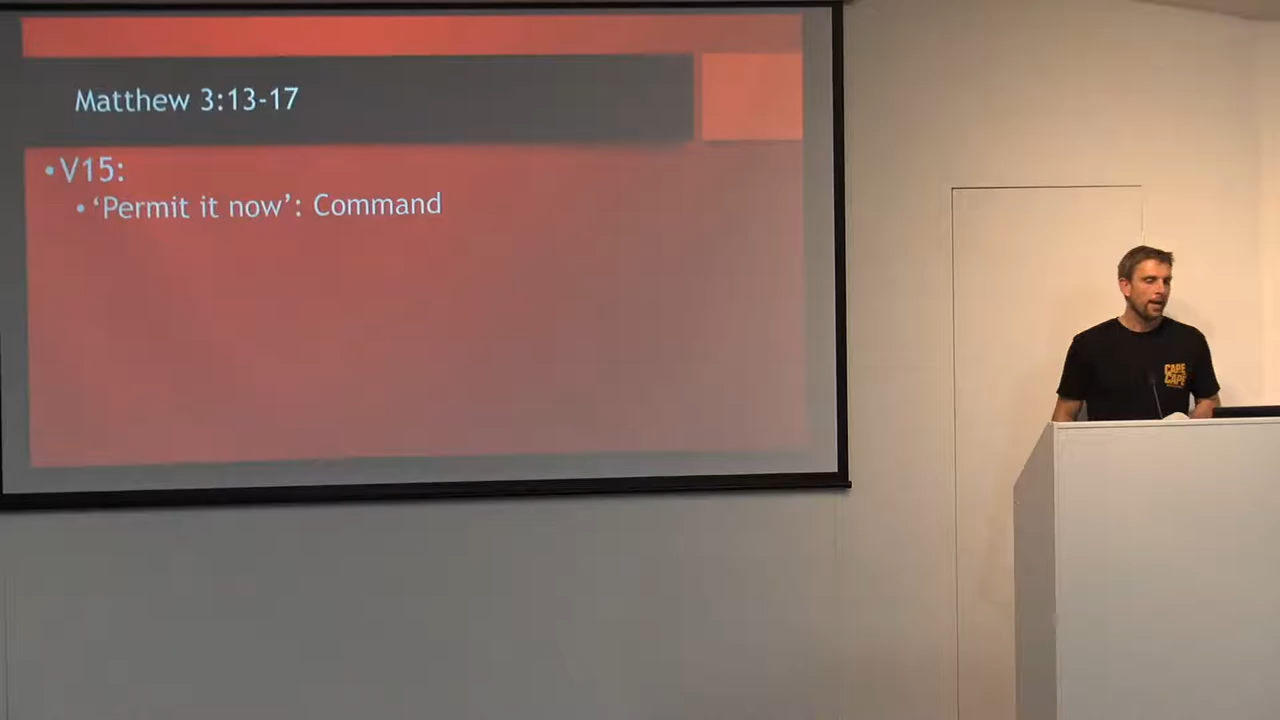 Matthew 3:13-17
•V15:
•‘Permit it now’: Command
CAPE
CAPE